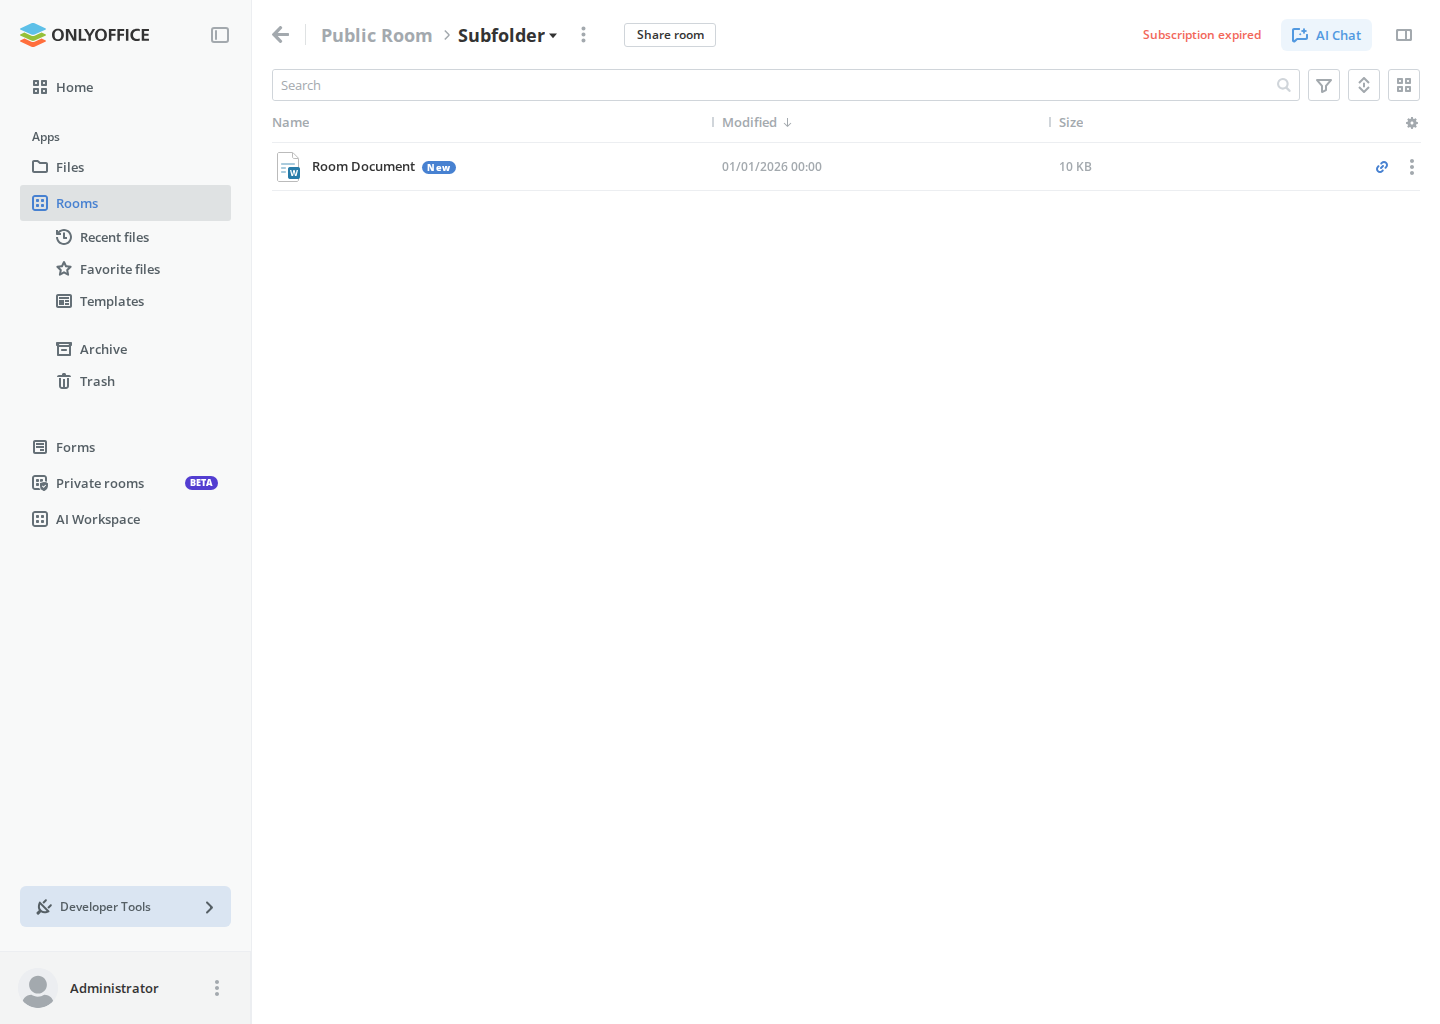 ONLYOFFICE
Home
Apps
Files
Rooms
Recent files
Favorite files
Templates
Archive
Trash
Forms
Private rooms BETA
AI Workspace
Developer Tools
Administrator
Public Room > Subfolder
Share room
Subscription expired
AI Chat
Search
Name Modified Size
Room Document New 01/01/2026 00:00 10 KB
W